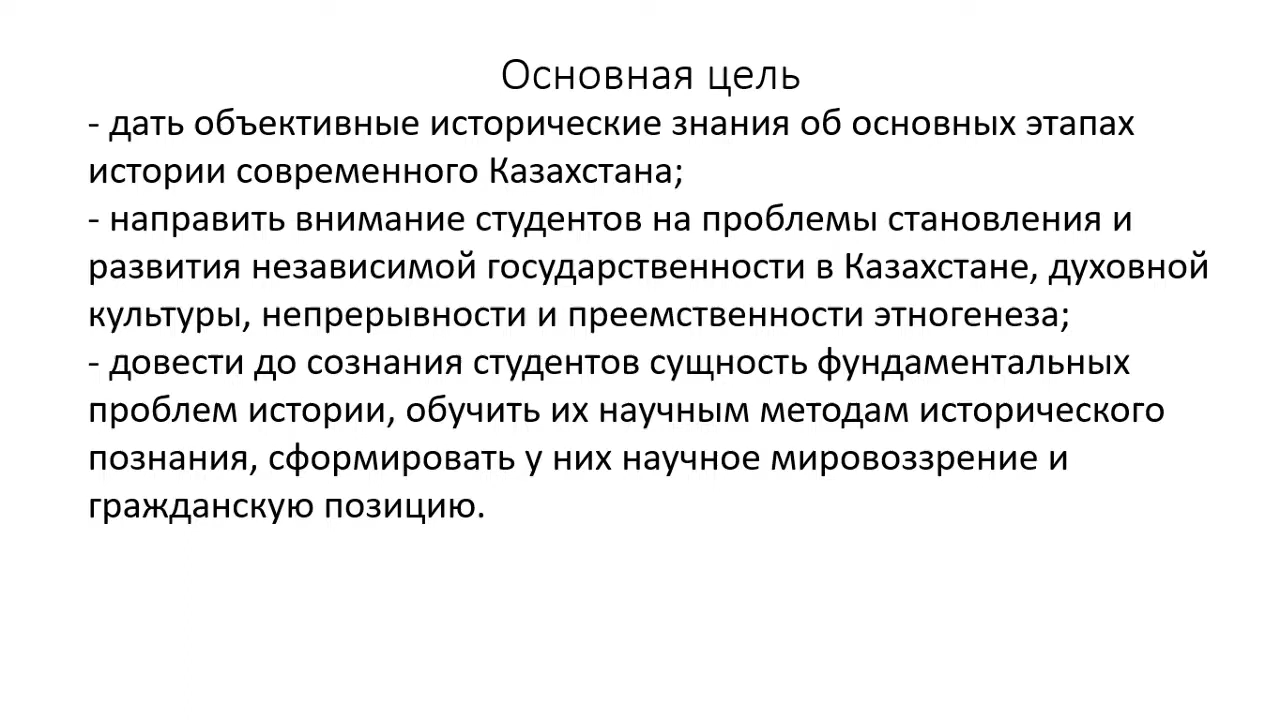 Основная цель
- дать объективные исторические знания об основных этапах
истории современного Казахстана;
- направить внимание студентов на проблемы становления и
развития независимой государственности в Казахстане, духовной
культуры, непрерывности и преемственности этногенеза;
- довести до сознания студентов сущность фундаментальных
проблем истории, обучить их научным методам исторического
познания, сформировать у них научное мировоззрение и
гражданскую позицию.